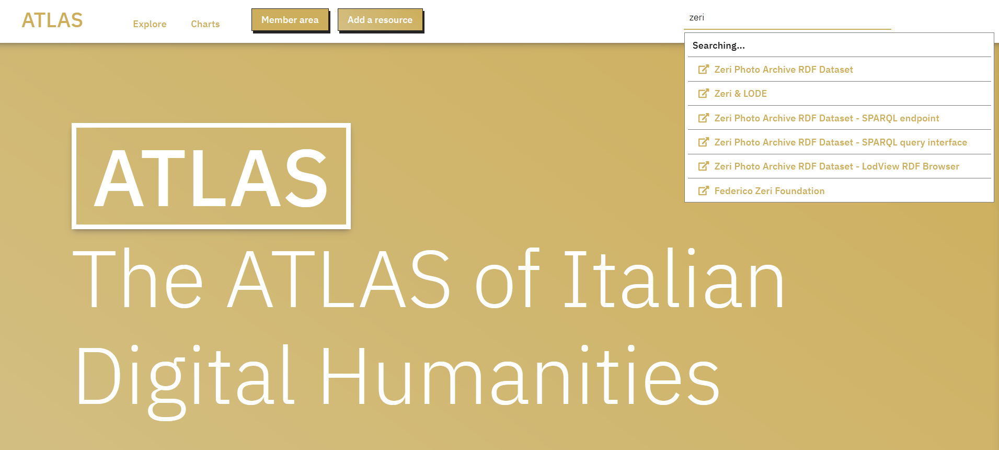 ATLAS
Explore
Charts
Member area
Add a resource
zeri
Searching...
Zeri Photo Archive RDF Dataset
Zeri & LODE
Zeri Photo Archive RDF Dataset - SPARQL endpoint
Zeri Photo Archive RDF Dataset - SPARQL query interface
Zeri Photo Archive RDF Dataset - LodView RDF Browser
Federico Zeri Foundation
ATLAS
The ATLAS of Italian
Digital Humanities